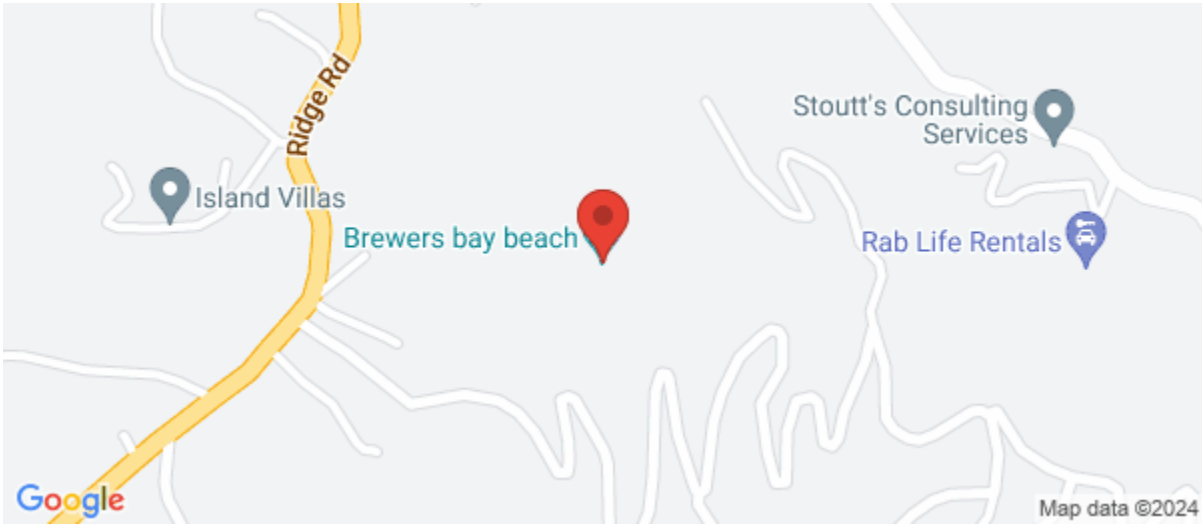 Ridge Rd
Stoutt's Consulting
Services
Island Villas
Brewers bay beach
Rab Life Rentals
Google
Map data ©2024